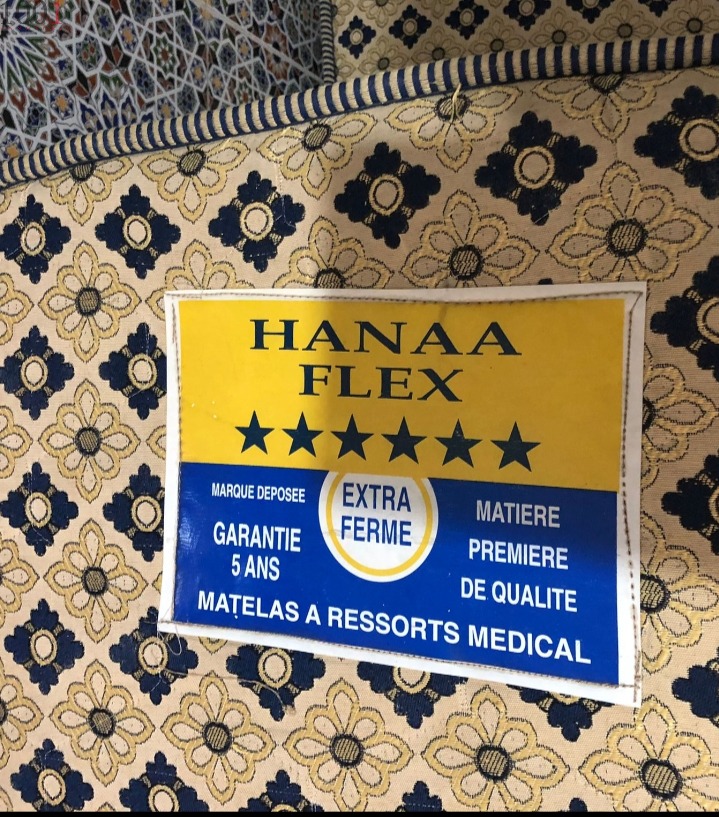 HANAA
FLEX
MARQUE DEPOSEE
GARANTIE
5 ANS
EXTRA
FERME
MATIERE
PREMIERE
DE QUALITE
MATELAS A RESSORTS MEDICAL